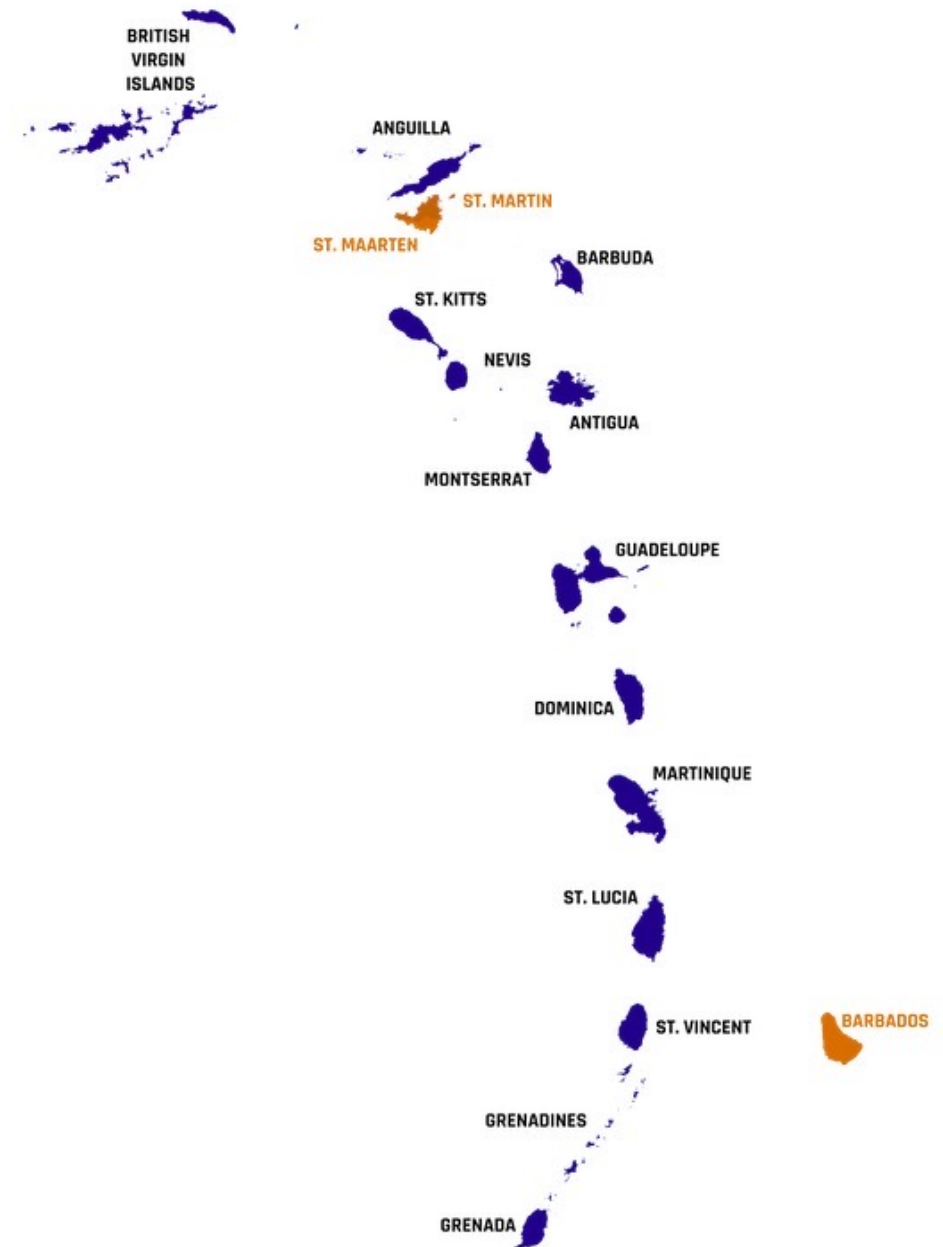 BRITISH
VIRGIN
ISLANDS
ANGUILLA
ST. MARTIN
ST. MAARTEN
BARBUDA
ST. KITTS
NEVIS
ANTIGUA
MONTSERRAT
GUADELOUPE
DOMINICA
MARTINIQUE
ST. LUCIA
BARBADOS
ST. VINCENT
GRENADINES
GRENADA